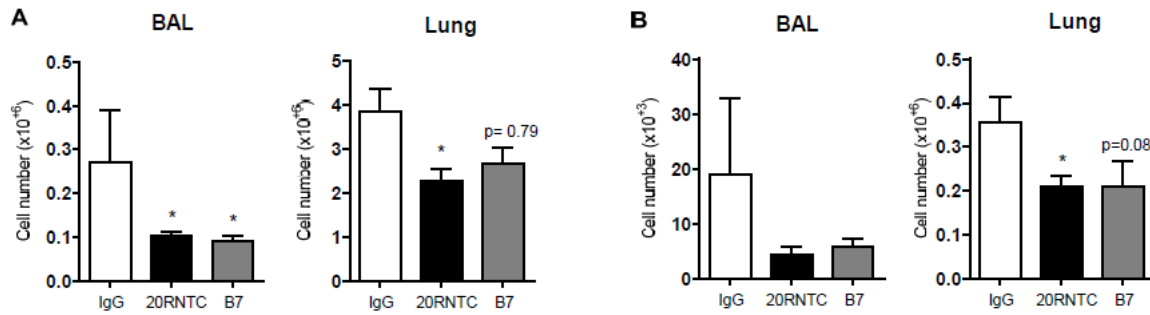 A
BAL
Cell number (x10+6)
0.5
0.4
0.3
0.2
0.1
0.0
*
*
IgG
20RNTC
B7
Lung
Cell number (x10+6)
5
4
3
2
1
0
*
p= 0.79
IgG
20RNTC
B7
B
BAL
Cell number (x10+3)
40
30
20
10
0
IgG
20RNTC
B7
Lung
Cell number (x10+6)
0.5
0.4
0.3
0.2
0.1
0.0
*
p=0.08
IgG
20RNTC
B7